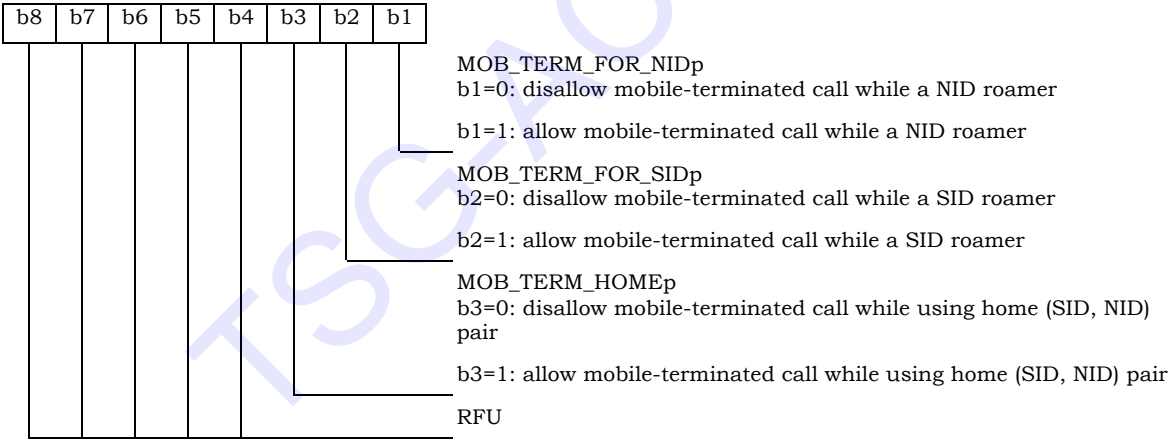 b8 b7 b6 b5 b4 b3 b2 b1
MOB_TERM_FOR_NIDp
b1=0: disallow mobile-terminated call while a NID roamer
b1=1: allow mobile-terminated call while a NID roamer
MOB_TERM_FOR_SIDp
b2=0: disallow mobile-terminated call while a SID roamer
b2=1: allow mobile-terminated call while a SID roamer
MOB_TERM_HOMEp
b3=0: disallow mobile-terminated call while using home (SID, NID)
pair
b3=1: allow mobile-terminated call while using home (SID, NID) pair
RFU
TSG-AC